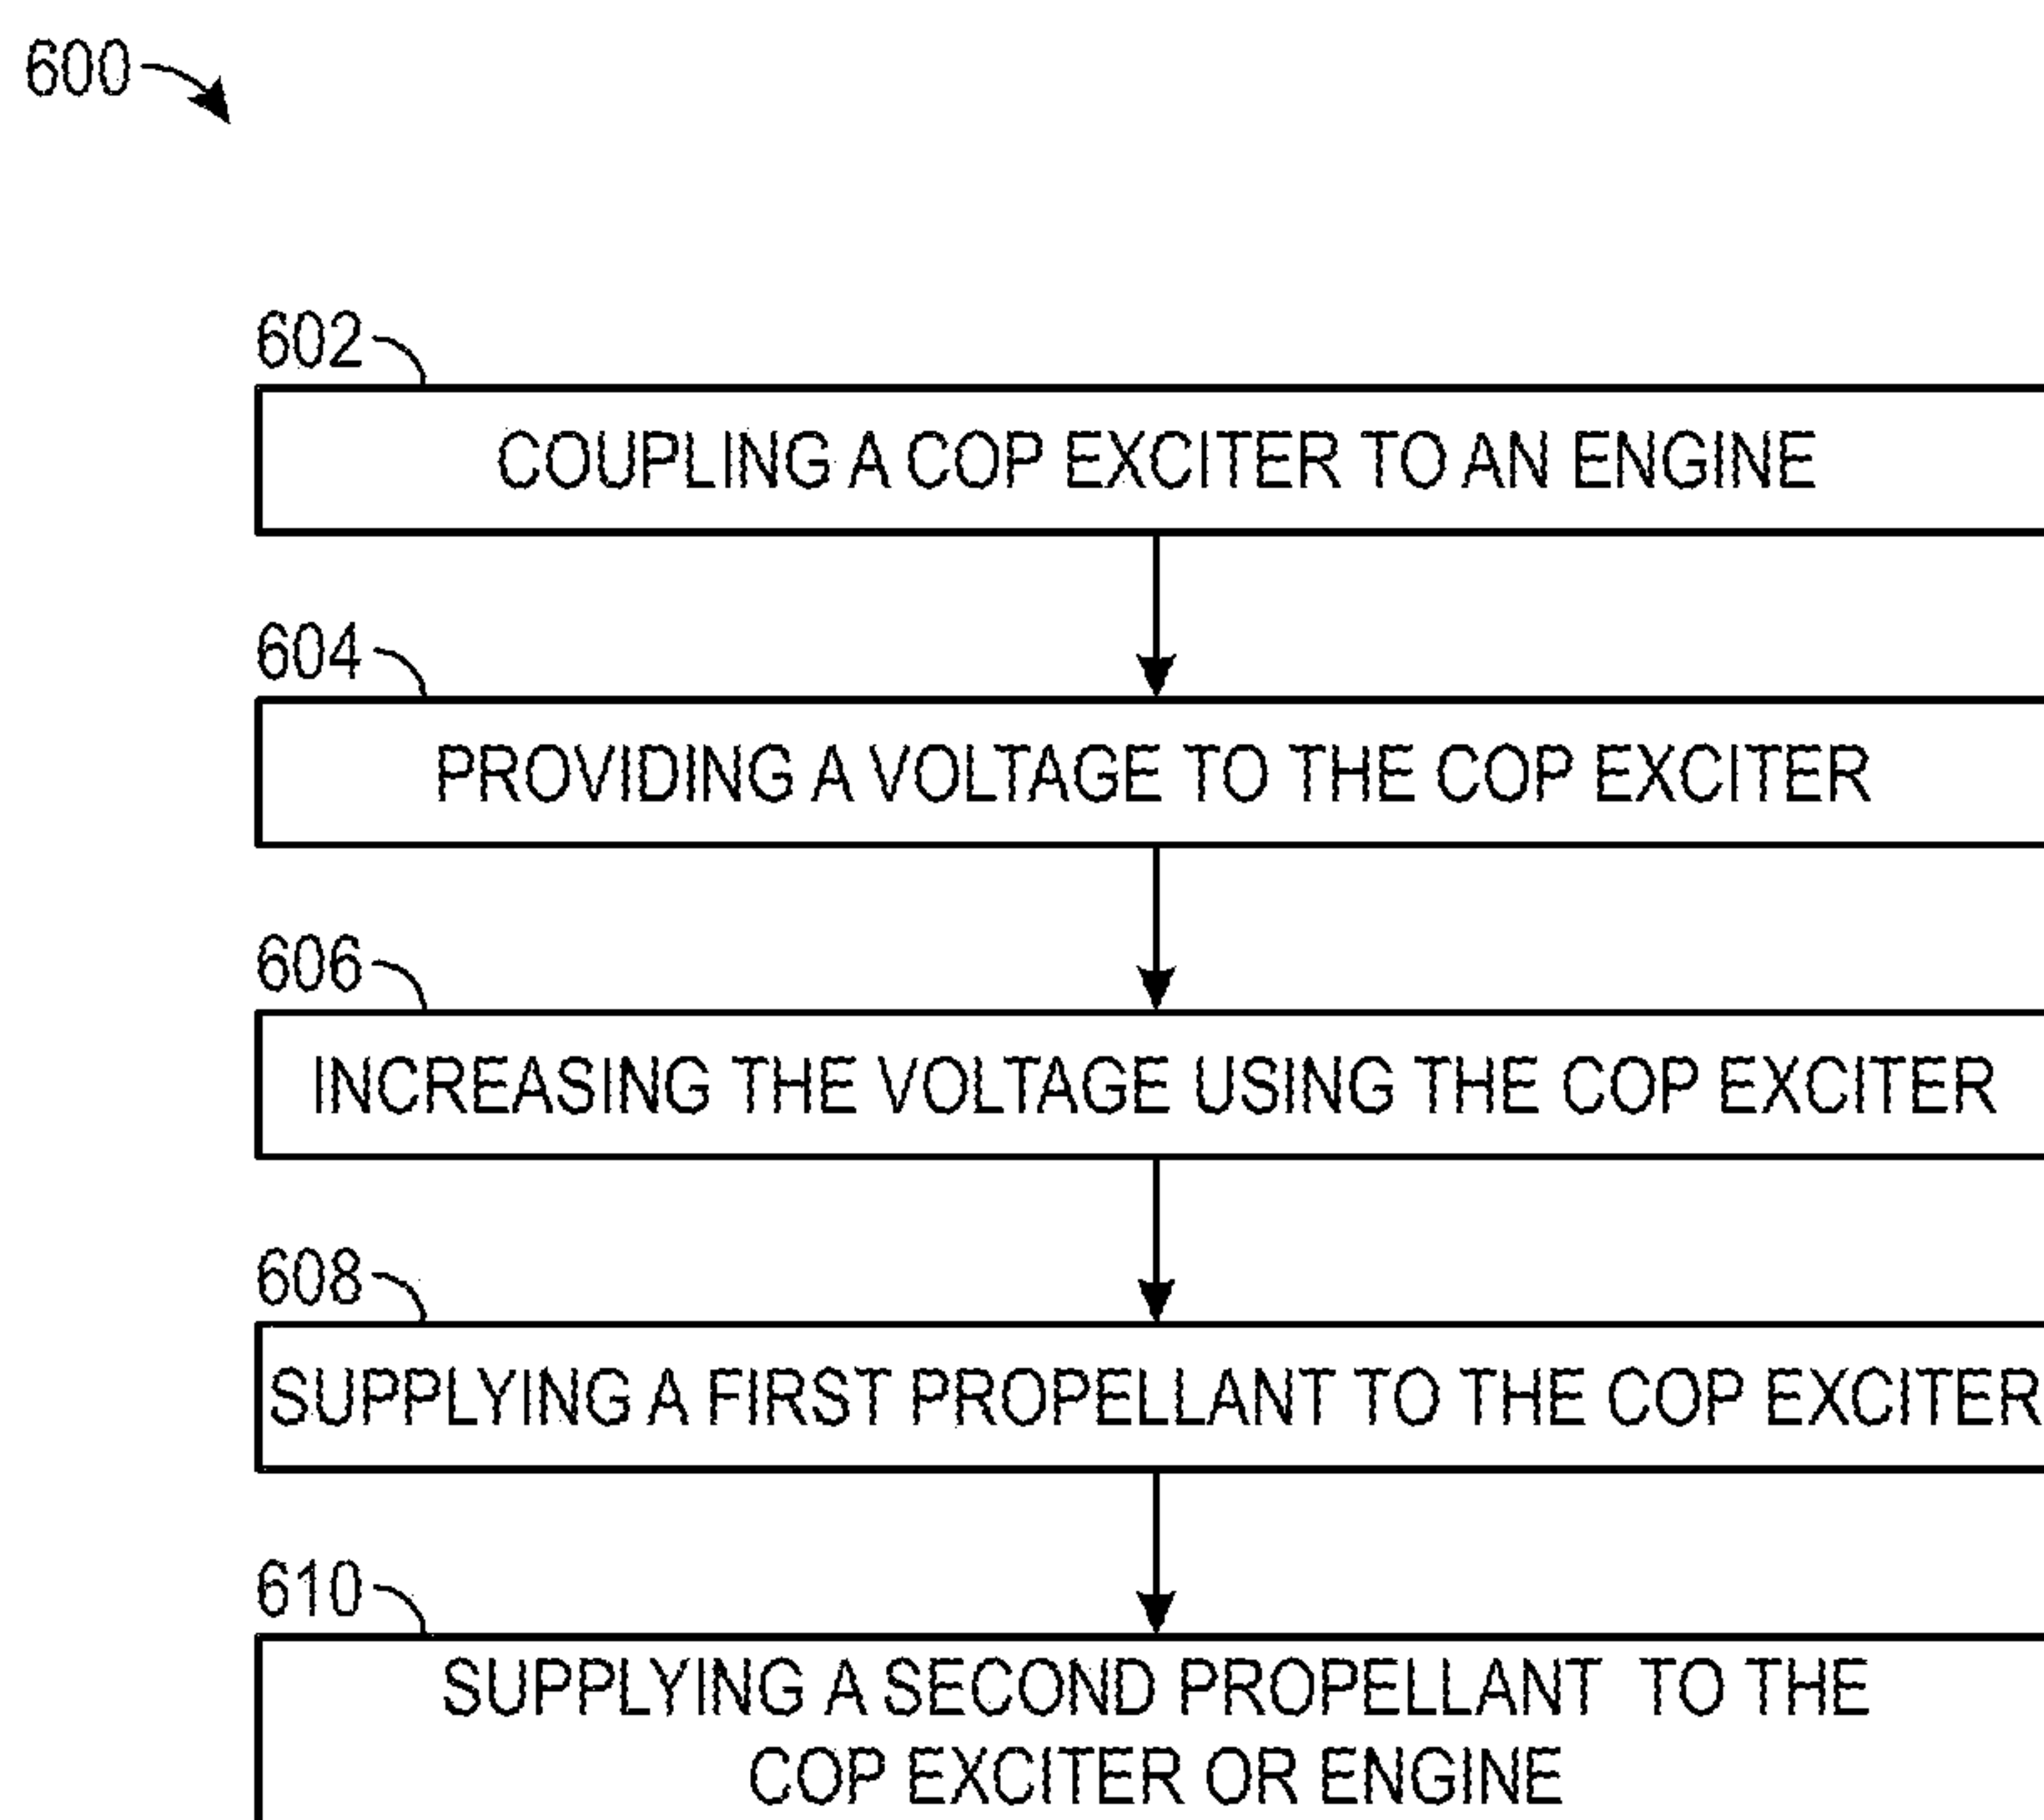 600
602
COUPLING A COP EXCITER TO AN ENGINE
604
PROVIDING A VOLTAGE TO THE COP EXCITER
606
INCREASING THE VOLTAGE USING THE COP EXCITER
608
SUPPLYING A FIRST PROPELLANT TO THE COP EXCITER
610
SUPPLYING A SECOND PROPELLANT TO THE
COP EXCITER OR ENGINE